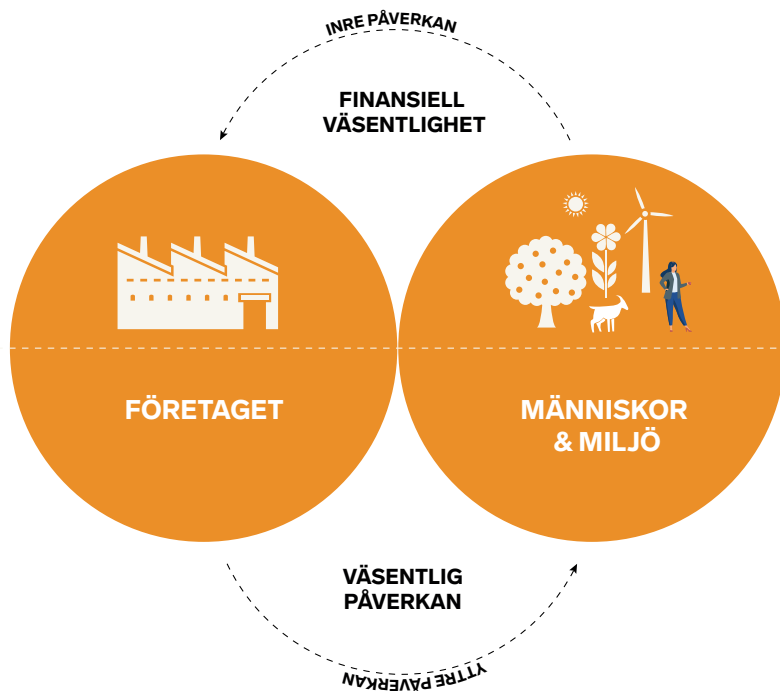 INRE PÅVERKAN
FINANSIELL
VÄSENTLIGHET
FÖRETAGET
MÄNNISKOR
& MILJÖ
VÄSENTLIG
PÅVERKAN
YTTRE PÅVERKAN